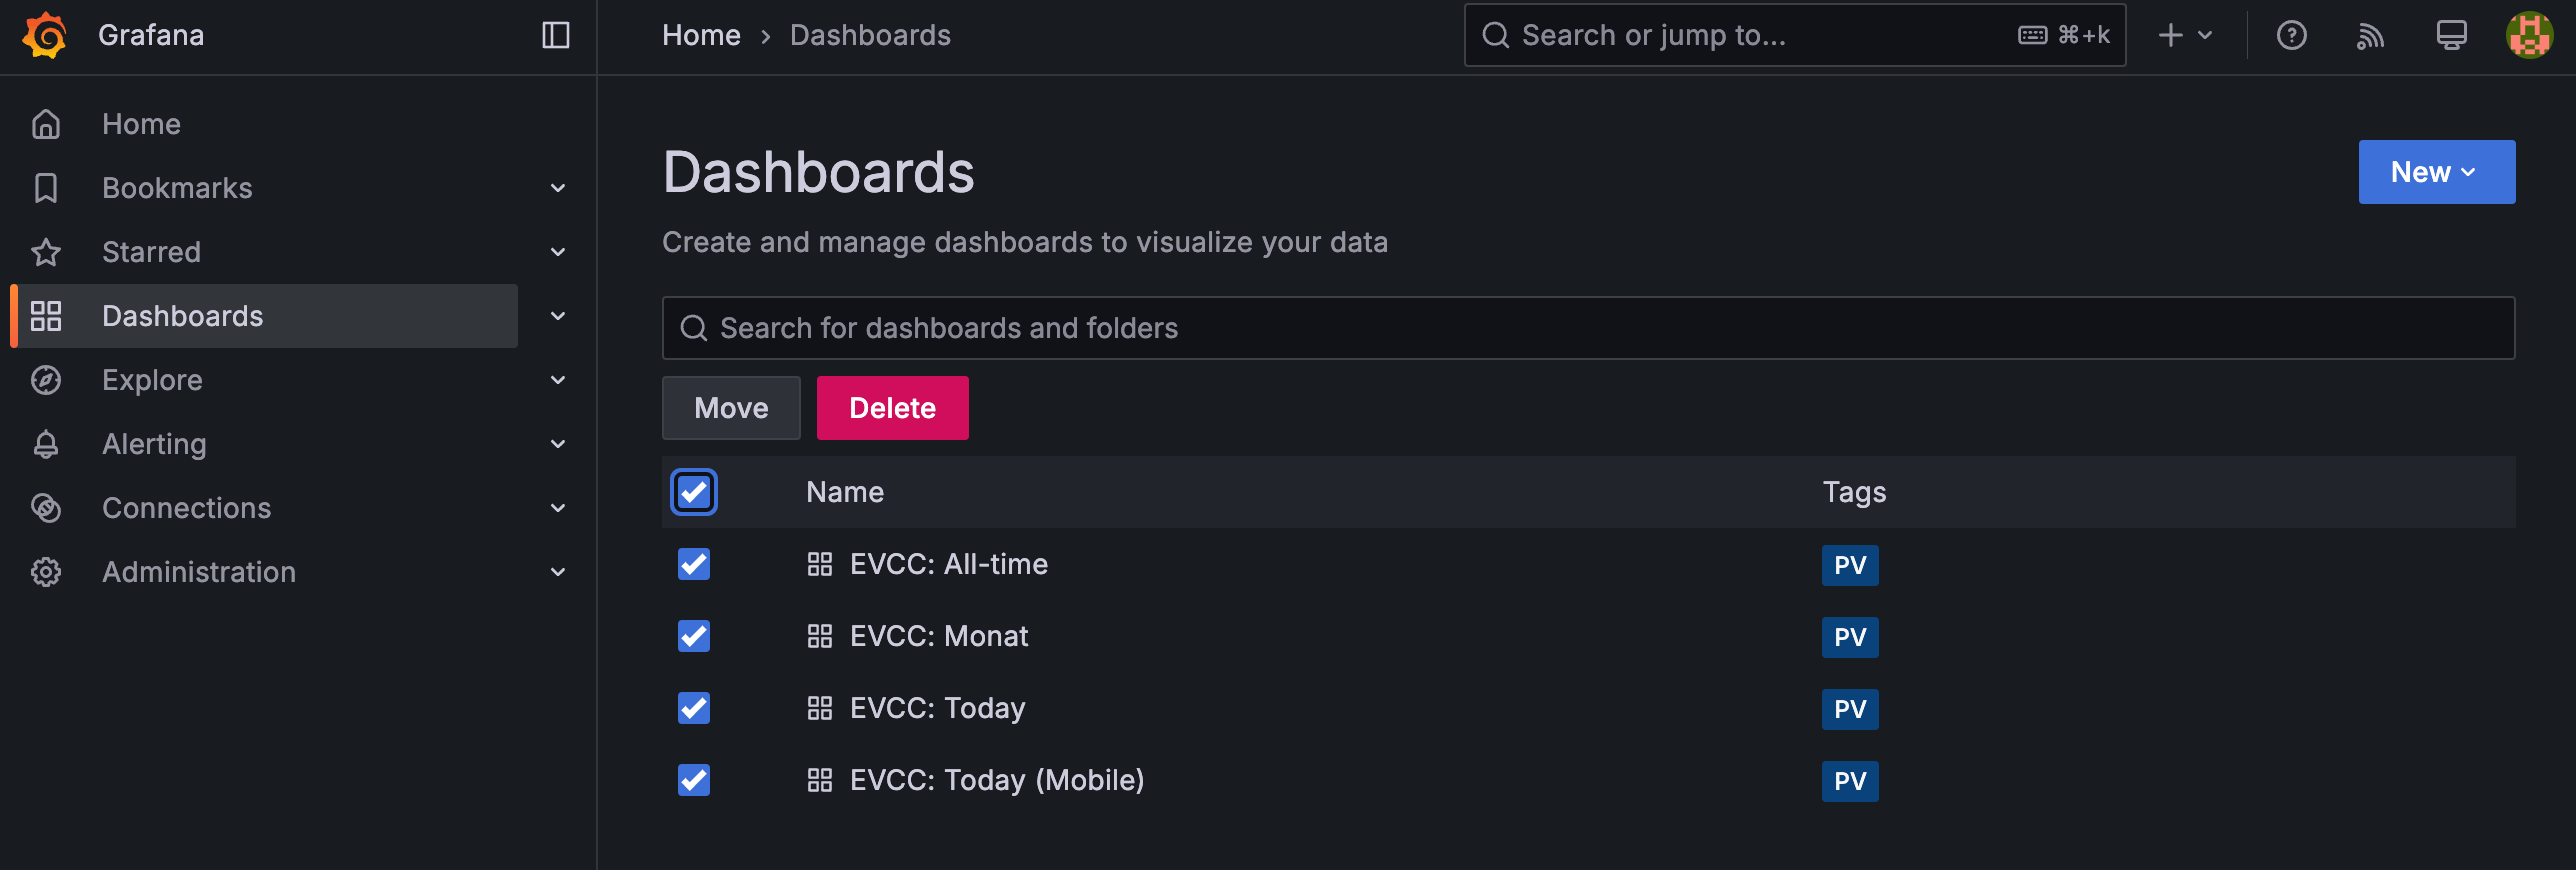 Grafana
Home
Bookmarks
Starred
Dashboards
Explore
Alerting
Connections
Administration
Home › Dashboards
Search or jump to...
⌘+k
Dashboards
New
Create and manage dashboards to visualize your data
Search for dashboards and folders
Move Delete
Name Tags
EVCC: All-time PV
EVCC: Monat PV
EVCC: Today PV
EVCC: Today (Mobile) PV